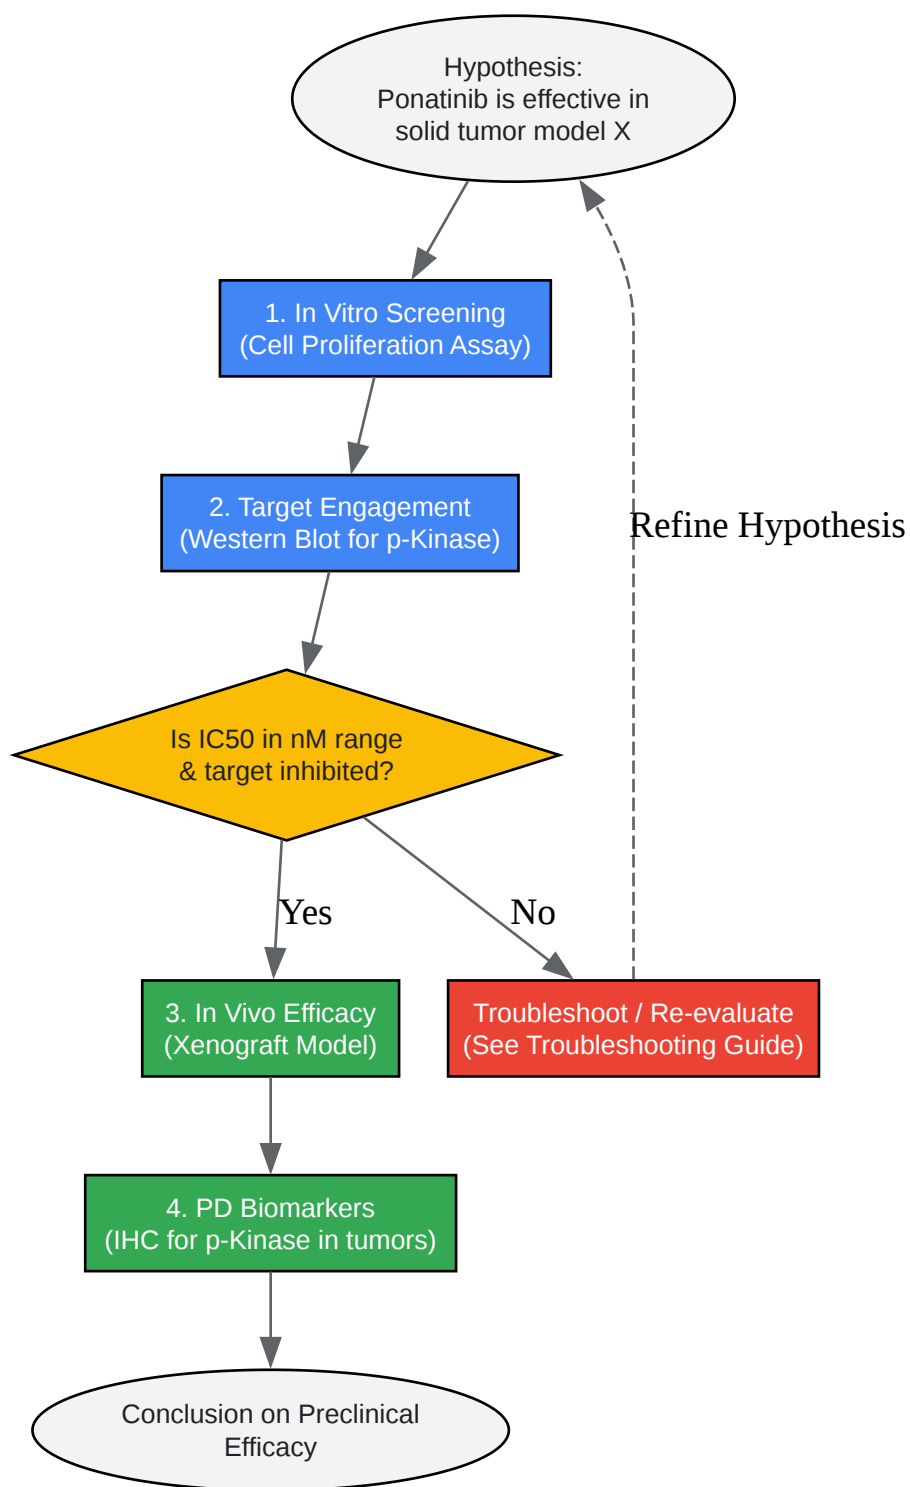 Hypothesis:
Ponatinib is effective in
solid tumor model X
1. In Vitro Screening
(Cell Proliferation Assay)
2. Target Engagement
(Western Blot for p-Kinase)
Refine Hypothesis
Is IC50 in nM range
& target inhibited?
Yes
No
3. In Vivo Efficacy
(Xenograft Model)
Troubleshoot / Re-evaluate
(See Troubleshooting Guide)
4. PD Biomarkers
(IHC for p-Kinase in tumors)
Conclusion on Preclinical
Efficacy